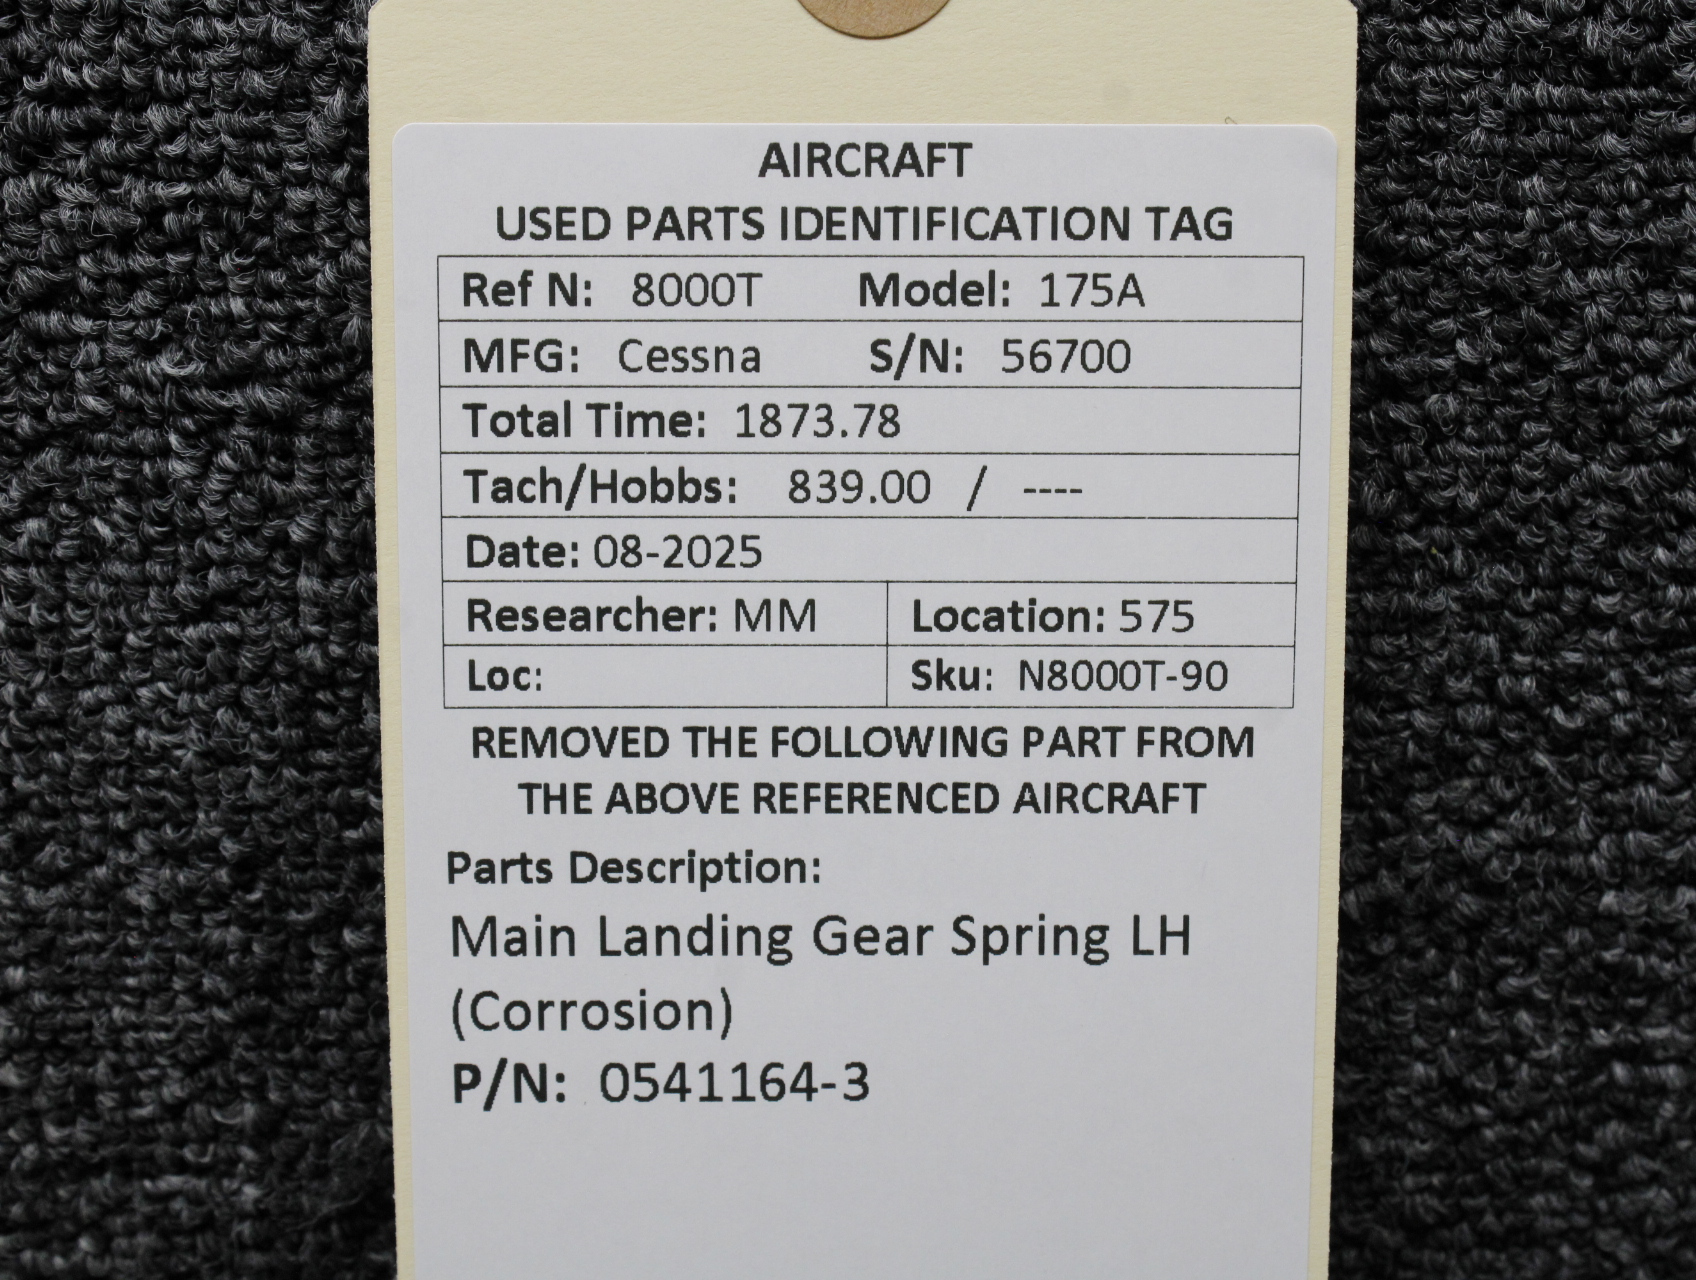 AIRCRAFT
USED PARTS IDENTIFICATION TAG
Ref N: 8000T Model: 175A
MFG: Cessna S/N: 56700
Total Time: 1873.78
Tach/Hobbs: 839.00 / ----
Date: 08-2025
Researcher: MM Location: 575
Loc: Sku: N8000T-90
REMOVED THE FOLLOWING PART FROM
THE ABOVE REFERENCED AIRCRAFT
Parts Description:
Main Landing Gear Spring LH
(Corrosion)
P/N: 0541164-3